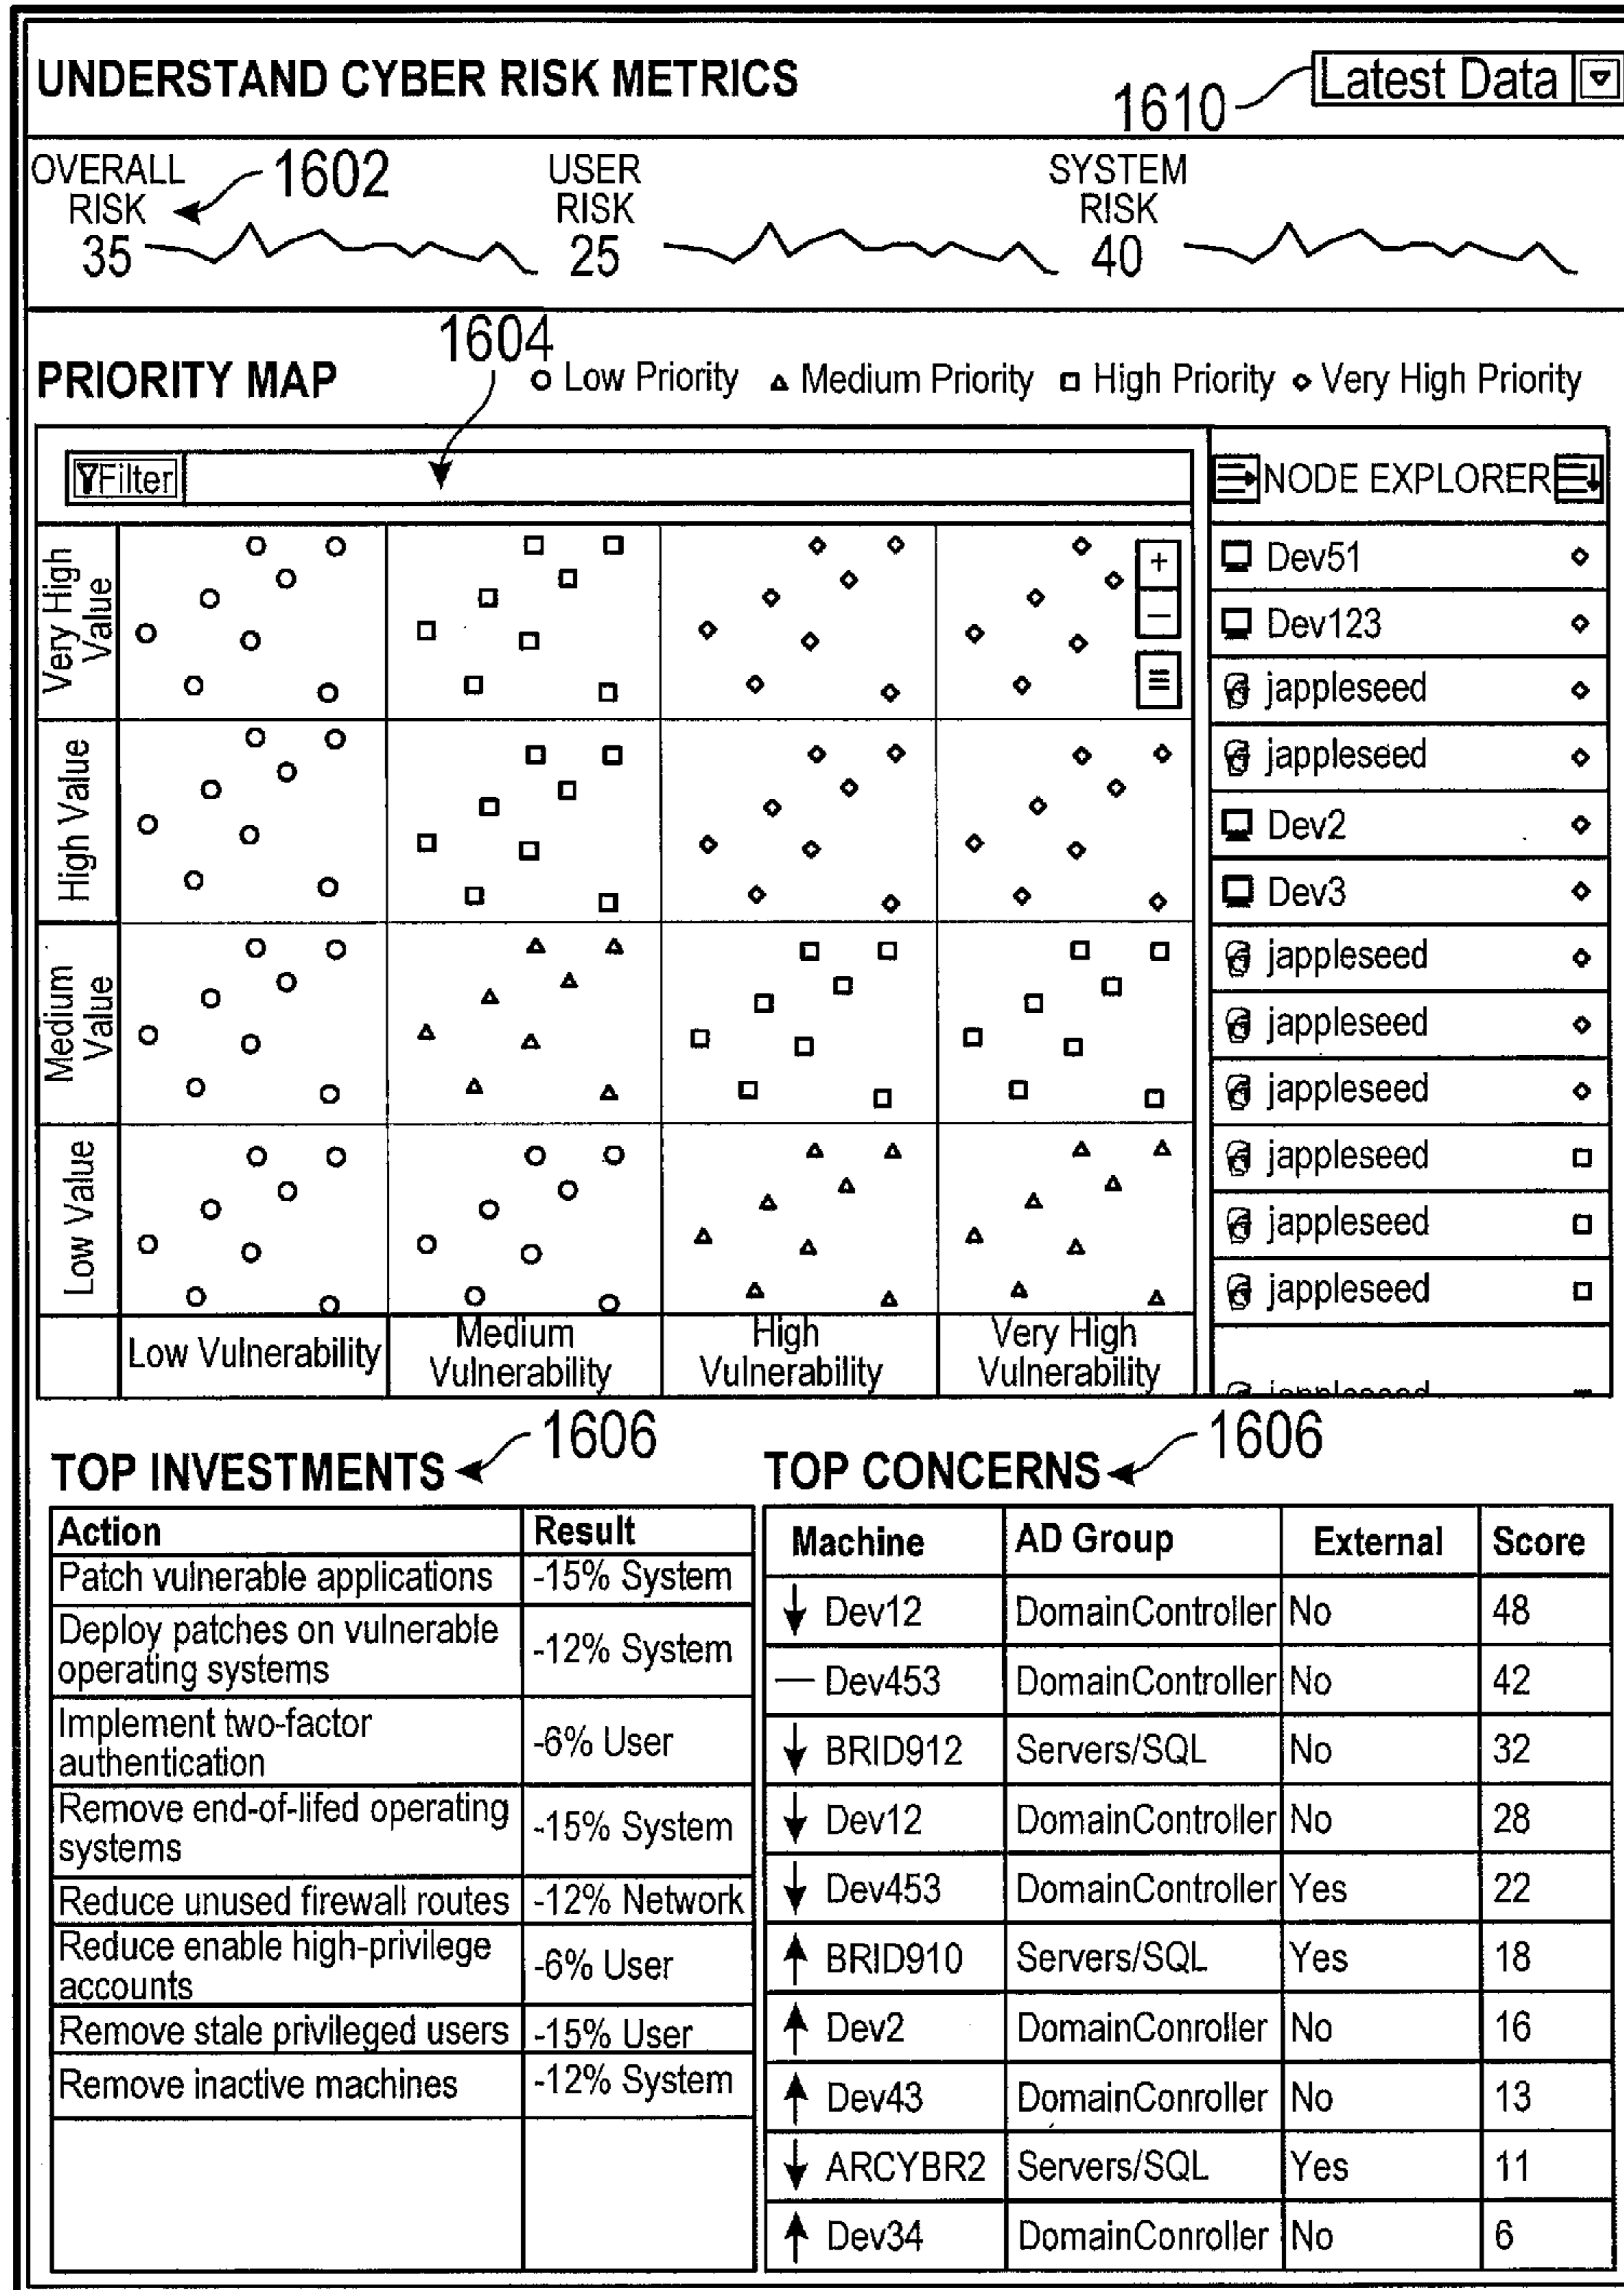 UNDERSTAND CYBER RISK METRICS
1610
Latest Data
OVERALL
RISK
35
1602
USER
RISK
25
SYSTEM
RISK
40
PRIORITY MAP
1604
Low Priority
Medium Priority
High Priority
Very High Priority
Filter
Very High
Value
High Value
Medium
Value
Low Value
Low Vulnerability
Medium
Vulnerability
High
Vulnerability
Very High
Vulnerability
+
−
NODE EXPLORER
Dev51
Dev123
jappleseed
jappleseed
Dev2
Dev3
jappleseed
jappleseed
jappleseed
jappleseed
jappleseed
jappleseed
TOP INVESTMENTS
1606
Action Result
Patch vulnerable applications -15% System
Deploy patches on vulnerable
operating systems
-12% System
Implement two-factor
authentication
-6% User
Remove end-of-lifed operating
systems
-15% System
Reduce unused firewall routes -12% Network
Reduce enable high-privilege
accounts
-6% User
Remove stale privileged users -15% User
Remove inactive machines -12% System
TOP CONCERNS
1606
Machine AD Group External Score
Dev12 DomainController No 48
Dev453 DomainController No 42
BRID912 Servers/SQL No 32
Dev12 DomainController No 28
Dev453 DomainController Yes 22
BRID910 Servers/SQL Yes 18
Dev2 DomainConroller No 16
Dev43 DomainConroller No 13
ARCYBR2 Servers/SQL Yes 11
Dev34 DomainConroller No 6